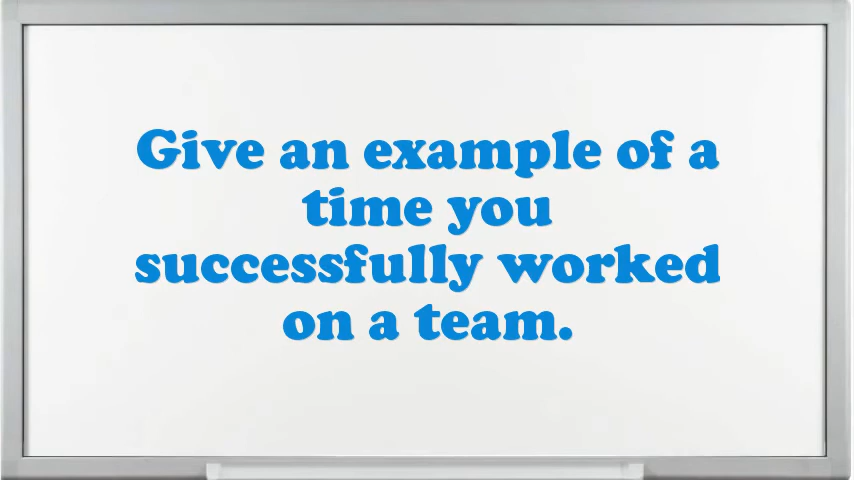 Give an example of a
time you
successfully worked
on a team.